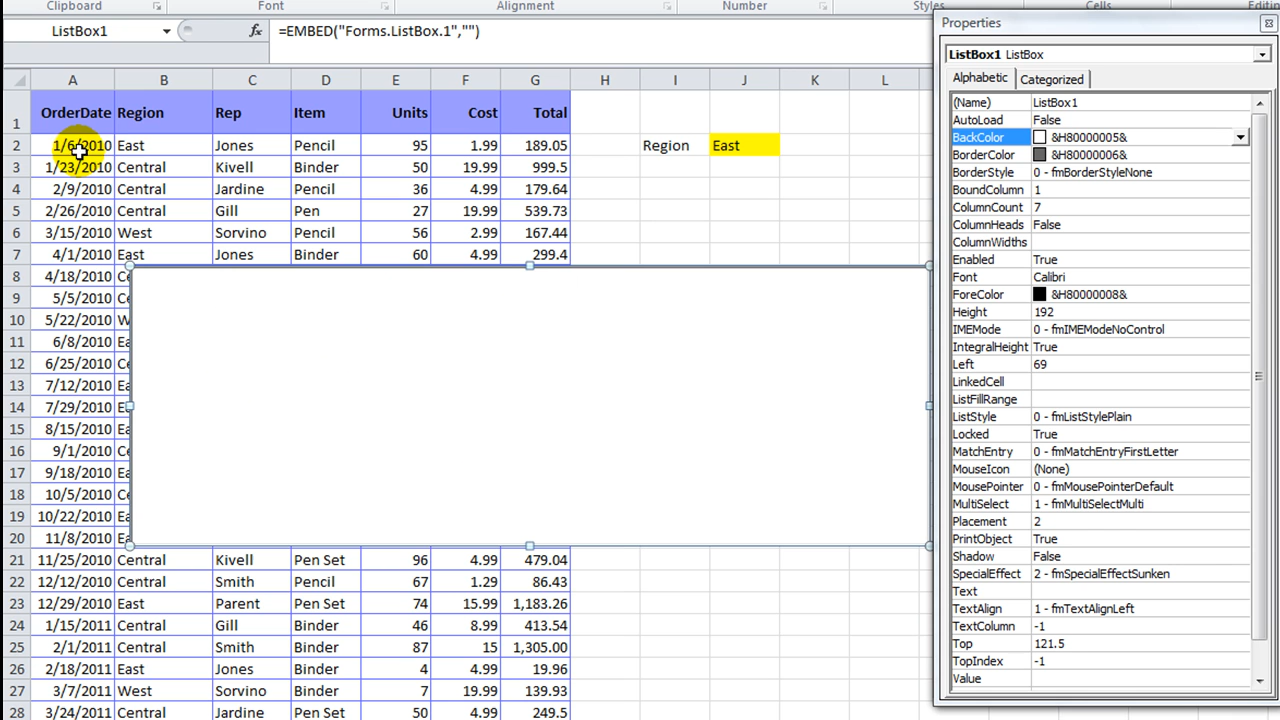 Clipboard Font Alignment Number Styles Cells Editin
ListBox1 fx =EMBED("Forms.ListBox.1","")
A B C D E F G H I J K L
1 OrderDate Region Rep Item Units Cost Total
2 1/6/2010 East Jones Pencil 95 1.99 189.05 Region East
3 1/23/2010 Central Kivell Binder 50 19.99 999.5
4 2/9/2010 Central Jardine Pencil 36 4.99 179.64
5 2/26/2010 Central Gill Pen 27 19.99 539.73
6 3/15/2010 West Sorvino Pencil 56 2.99 167.44
7 4/1/2010 East Jones Binder 60 4.99 299.4
8 4/18/2010 Ce
9 5/5/2010 Ce
10 5/22/2010 W
11 6/8/2010 Ea
12 6/25/2010 Ce
13 7/12/2010 Ea
14 7/29/2010 Ea
15 8/15/2010 Ea
16 9/1/2010 Ce
17 9/18/2010 Ea
18 10/5/2010 Ce
19 10/22/2010 Ea
20 11/8/2010 Ea
21 11/25/2010 Central Kivell Pen Set 96 4.99 479.04
22 12/12/2010 Central Smith Pencil 67 1.29 86.43
23 12/29/2010 East Parent Pen Set 74 15.99 1,183.26
24 1/15/2011 Central Gill Binder 46 8.99 413.54
25 2/1/2011 Central Smith Binder 87 15 1,305.00
26 2/18/2011 East Jones Binder 4 4.99 19.96
27 3/7/2011 West Sorvino Binder 7 19.99 139.93
28 3/24/2011 Central Jardine Pen Set 50 4.99 249.5
Properties
ListBox1 ListBox
Alphabetic Categorized
(Name) ListBox1
AutoLoad False
BackColor &H80000005&
BorderColor &H80000006&
BorderStyle 0 - fmBorderStyleNone
BoundColumn 1
ColumnCount 7
ColumnHeads False
ColumnWidths
Enabled True
Font Calibri
ForeColor &H80000008&
Height 192
IMEMode 0 - fmIMEModeNoControl
IntegralHeight True
Left 69
LinkedCell
ListFillRange
ListStyle 0 - fmListStylePlain
Locked True
MatchEntry 0 - fmMatchEntryFirstLetter
MouseIcon (None)
MousePointer 0 - fmMousePointerDefault
MultiSelect 1 - fmMultiSelectMulti
Placement 2
PrintObject True
Shadow False
SpecialEffect 2 - fmSpecialEffectSunken
Text
TextAlign 1 - fmTextAlignLeft
TextColumn -1
Top 121.5
TopIndex -1
Value